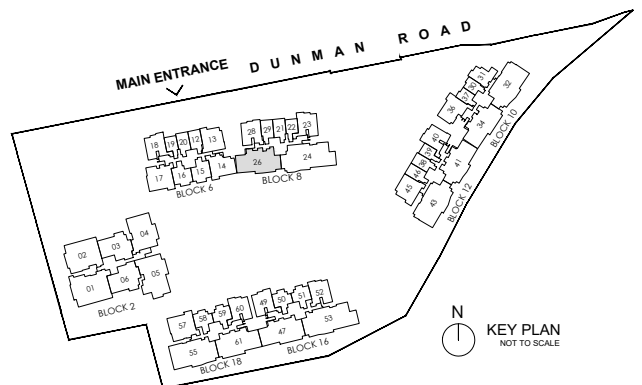 DUNMAN ROAD
MAIN ENTRANCE
18 19 20 12 13
28 29 21 22 23
17 16 15 14
26 24
BLOCK 6
BLOCK 8
31
30
37
32
36
34
BLOCK 10
40
39
38
46
45
41
43
BLOCK 12
04
03
02
01
06
05
BLOCK 2
57 58 59 60
49 50 51 52
55 61
47 53
BLOCK 18
BLOCK 16
N
KEY PLAN
NOT TO SCALE